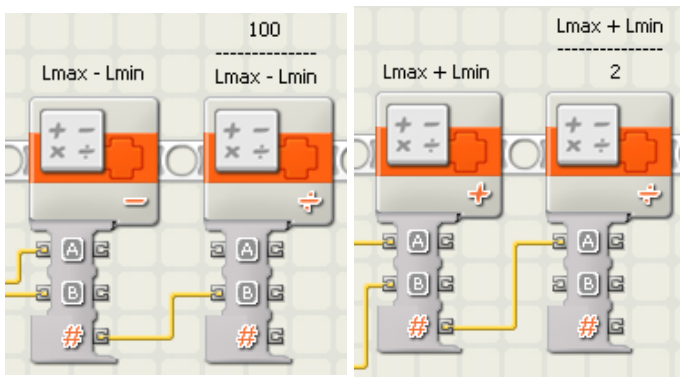 100
--------------
Lmax - Lmin
Lmax - Lmin
+ -
× ÷
+ -
× ÷
-
÷
A
A
B
B
#
#
Lmax + Lmin
---------------
2
Lmax + Lmin
+ -
× ÷
+ -
× ÷
+
÷
A
A
B
B
#
#